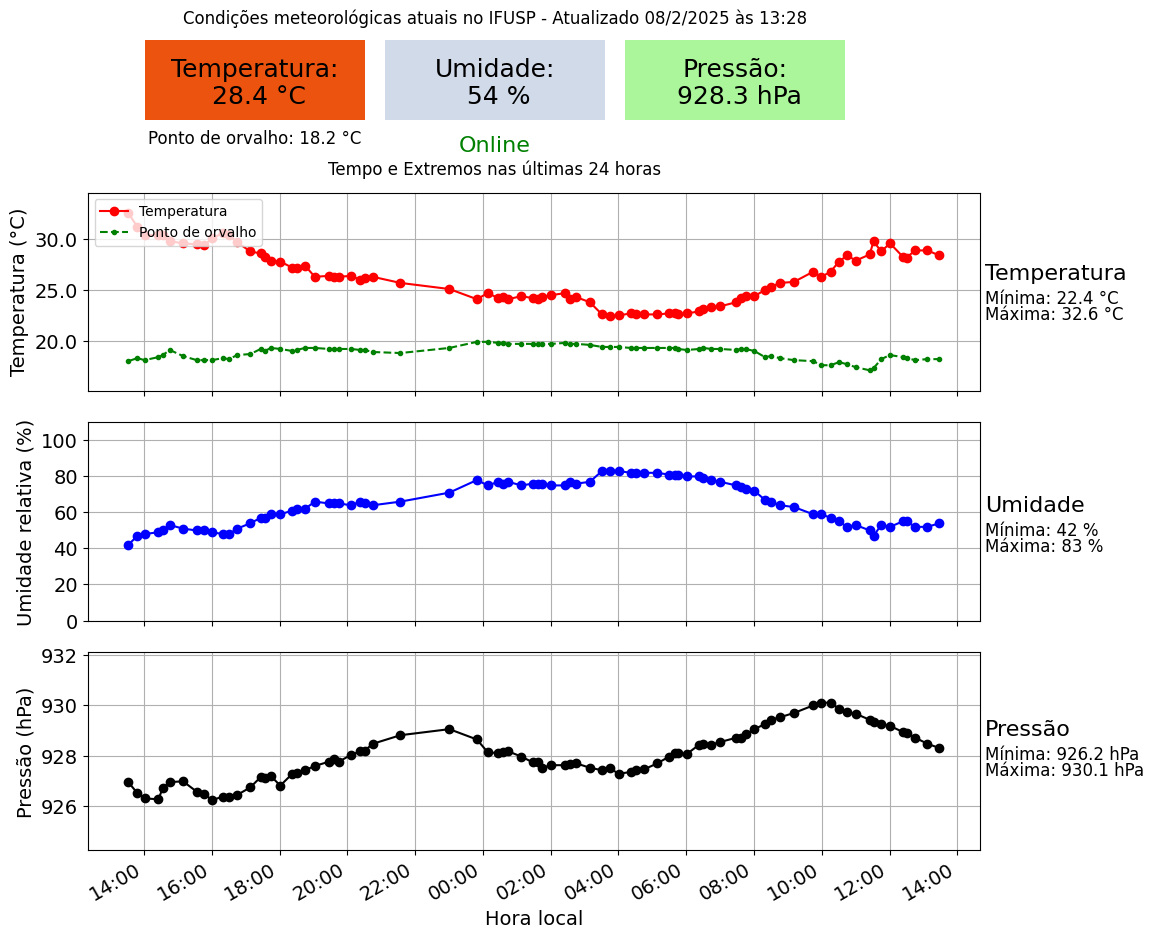 Condições meteorológicas atuais no IFUSP - Atualizado 08/2/2025 às 13:28
Temperatura:
28.4 °C
Umidade:
54 %
Pressão:
928.3 hPa
Ponto de orvalho: 18.2 °C
Online
Tempo e Extremos nas últimas 24 horas
Temperatura (°C)
30.0
25.0
20.0
Temperatura
Ponto de orvalho
Temperatura
Mínima: 22.4 °C
Máxima: 32.6 °C
Umidade relativa (%)
100
80
60
40
20
0
Umidade
Mínima: 42 %
Máxima: 83 %
Pressão (hPa)
932
930
928
926
Pressão
Mínima: 926.2 hPa
Máxima: 930.1 hPa
14:00 16:00 18:00 20:00 22:00 00:00 02:00 04:00 06:00 08:00 10:00 12:00 14:00
Hora local